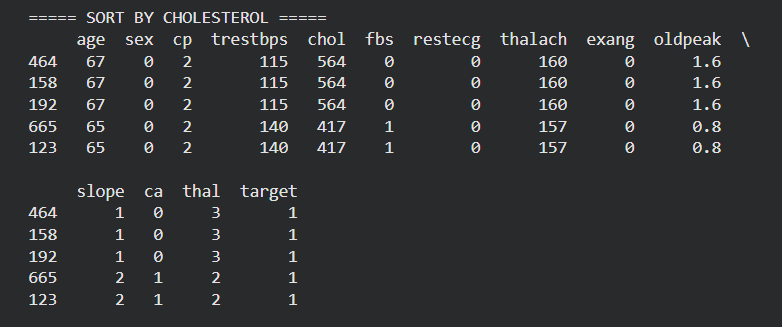 ===== SORT BY CHOLESTEROL =====
     age  sex  cp  trestbps  chol  fbs  restecg  thalach  exang  oldpeak  \
464   67    0   2       115   564    0        0      160      0      1.6
158   67    0   2       115   564    0        0      160      0      1.6
192   67    0   2       115   564    0        0      160      0      1.6
665   65    0   2       140   417    1        0      157      0      0.8
123   65    0   2       140   417    1        0      157      0      0.8

     slope  ca  thal  target
464      1   0     3       1
158      1   0     3       1
192      1   0     3       1
665      2   1     2       1
123      2   1     2       1